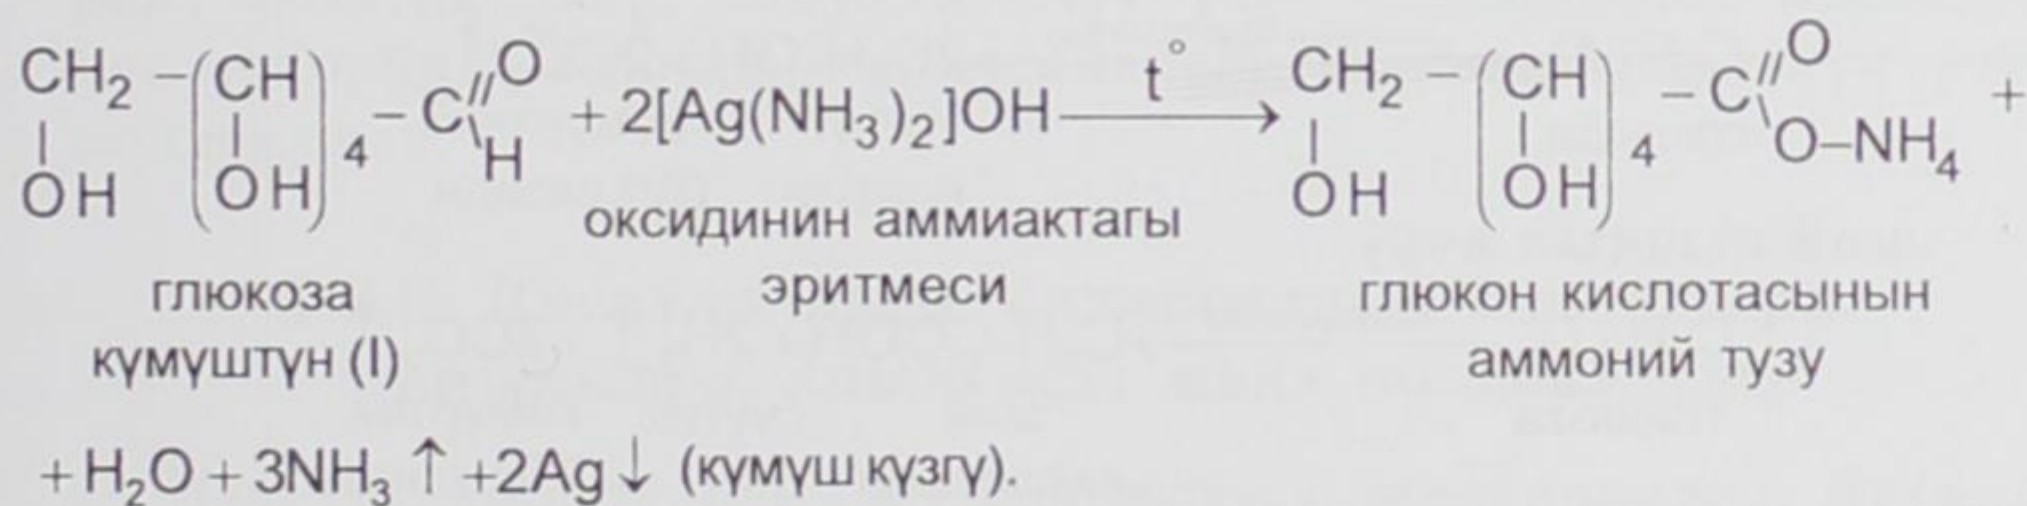 CH₂ – (CH)₄ – C(=O)H + 2[Ag(NH₃)₂]OH —t°→ CH₂ – (CH)₄ – C(=O)O–NH₄ +
OH OH OH OH
оксидинин аммиактагы
глюкоза эритмеси глюкон кислотасынын
күмүштүн (I) аммоний тузу
+H₂O + 3NH₃ ↑ +2Ag ↓ (күмүш күзгү).